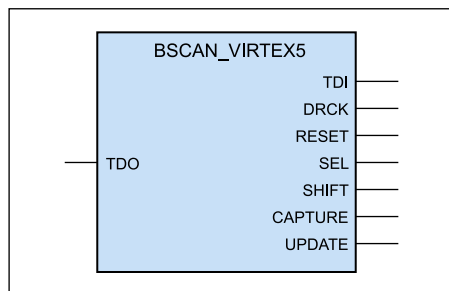 BSCAN_VIRTEX5
TDI
DRCK
RESET
TDO
SEL
SHIFT
CAPTURE
UPDATE